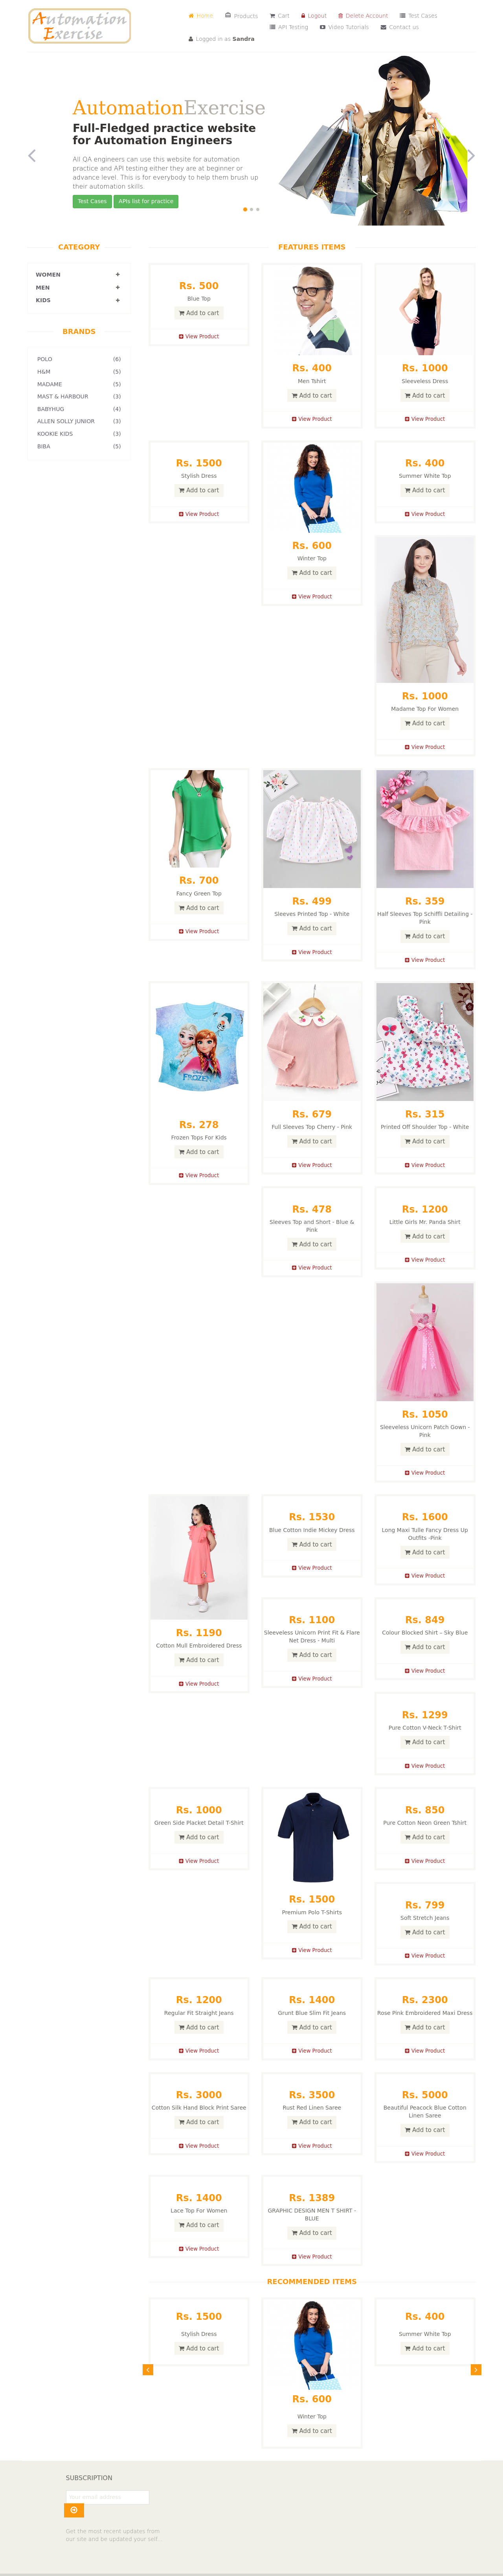 Automation
Exercise
Home
Products
Cart
Logout
Delete Account
Test Cases
API Testing
Video Tutorials
Contact us
Logged in as Sandra
AutomationExercise
Full-Fledged practice website
for Automation Engineers
All QA engineers can use this website for automation
practice and API testing either they are at beginner or
advance level. This is for everybody to help them brush up
their automation skills.
Test Cases
APIs list for practice
CATEGORY
WOMEN
MEN
KIDS
BRANDS
POLO (6)
H&M (5)
MADAME (5)
MAST & HARBOUR (3)
BABYHUG (4)
ALLEN SOLLY JUNIOR (3)
KOOKIE KIDS (3)
BIBA (5)
FEATURES ITEMS
Rs. 500
Blue Top
Add to cart
View Product
Rs. 400
Men Tshirt
Add to cart
View Product
Rs. 1000
Sleeveless Dress
Add to cart
View Product
Rs. 1500
Stylish Dress
Add to cart
View Product
Rs. 600
Winter Top
Add to cart
View Product
Rs. 400
Summer White Top
Add to cart
View Product
Rs. 1000
Madame Top For Women
Add to cart
View Product
Rs. 700
Fancy Green Top
Add to cart
View Product
Rs. 499
Sleeves Printed Top - White
Add to cart
View Product
Rs. 359
Half Sleeves Top Schiffli Detailing -
Pink
Add to cart
View Product
FROZEN
Rs. 278
Frozen Tops For Kids
Add to cart
View Product
Rs. 679
Full Sleeves Top Cherry - Pink
Add to cart
View Product
Rs. 315
Printed Off Shoulder Top - White
Add to cart
View Product
Rs. 478
Sleeves Top and Short - Blue &
Pink
Add to cart
View Product
Rs. 1200
Little Girls Mr. Panda Shirt
Add to cart
View Product
Rs. 1050
Sleeveless Unicorn Patch Gown -
Pink
Add to cart
View Product
Rs. 1190
Cotton Mull Embroidered Dress
Add to cart
View Product
Rs. 1530
Blue Cotton Indie Mickey Dress
Add to cart
View Product
Rs. 1600
Long Maxi Tulle Fancy Dress Up
Outfits -Pink
Add to cart
View Product
Rs. 1100
Sleeveless Unicorn Print Fit & Flare
Net Dress - Multi
Add to cart
View Product
Rs. 849
Colour Blocked Shirt – Sky Blue
Add to cart
View Product
Rs. 1299
Pure Cotton V-Neck T-Shirt
Add to cart
View Product
Rs. 1000
Green Side Placket Detail T-Shirt
Add to cart
View Product
Rs. 1500
Premium Polo T-Shirts
Add to cart
View Product
Rs. 850
Pure Cotton Neon Green Tshirt
Add to cart
View Product
Rs. 799
Soft Stretch Jeans
Add to cart
View Product
Rs. 1200
Regular Fit Straight Jeans
Add to cart
View Product
Rs. 1400
Grunt Blue Slim Fit Jeans
Add to cart
View Product
Rs. 2300
Rose Pink Embroidered Maxi Dress
Add to cart
View Product
Rs. 3000
Cotton Silk Hand Block Print Saree
Add to cart
View Product
Rs. 3500
Rust Red Linen Saree
Add to cart
View Product
Rs. 5000
Beautiful Peacock Blue Cotton
Linen Saree
Add to cart
View Product
Rs. 1400
Lace Top For Women
Add to cart
View Product
Rs. 1389
GRAPHIC DESIGN MEN T SHIRT -
BLUE
Add to cart
View Product
RECOMMENDED ITEMS
Rs. 1500
Stylish Dress
Add to cart
Rs. 600
Winter Top
Add to cart
Rs. 400
Summer White Top
Add to cart
SUBSCRIPTION
Your email address
Get the most recent updates from
our site and be updated your self.